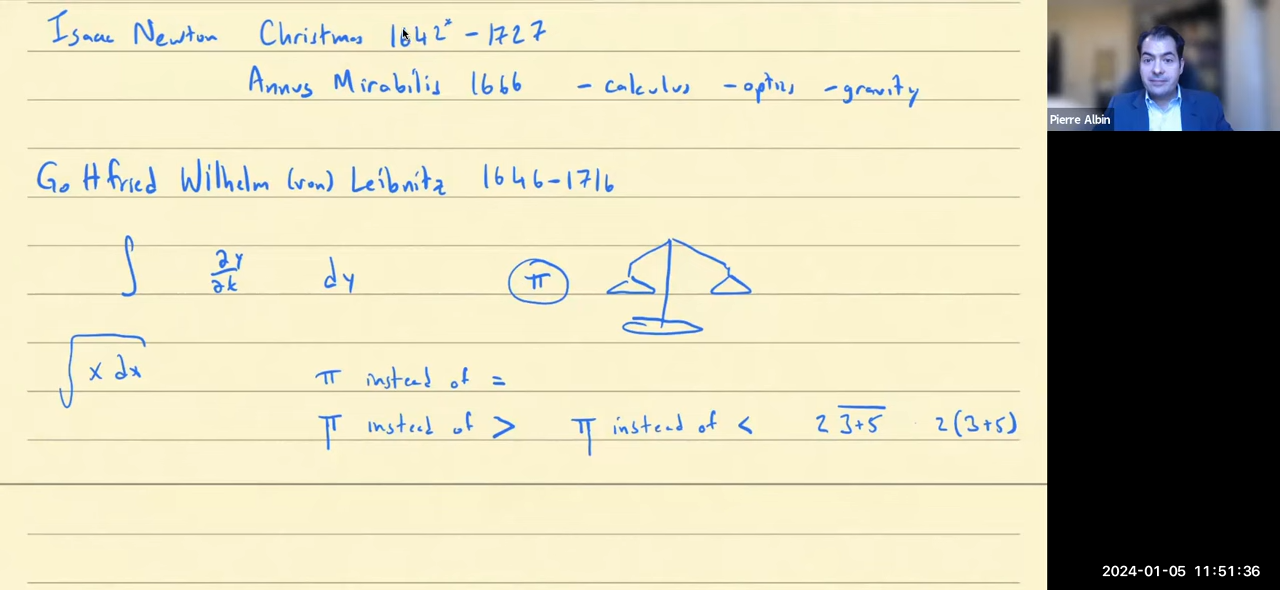 Isaac Newton Christmas 1642* - 1727
Pierre Albin
Annus Mirabilis 1666 - calculus - optics - gravity
Gottfried Wilhelm (von) Leibnitz 1646-1716
∫ ∂y/∂x dy π
√x dx
π instead of =
π instead of > π instead of < 2 3+5 2(3+5)
2024-01-05 11:51:36